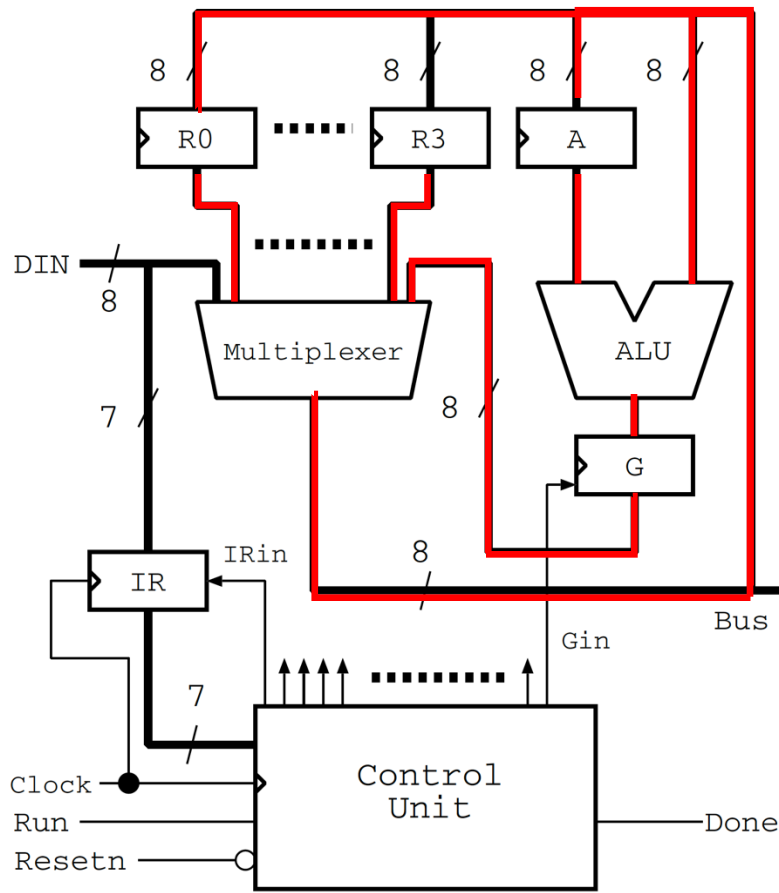 8 8 8 8
R0 R3 A
DIN
8
Multiplexer
ALU
7
8
G
IR
IRin
8
Bus
Gin
7
Clock
Control
Unit
Run
Done
Resetn